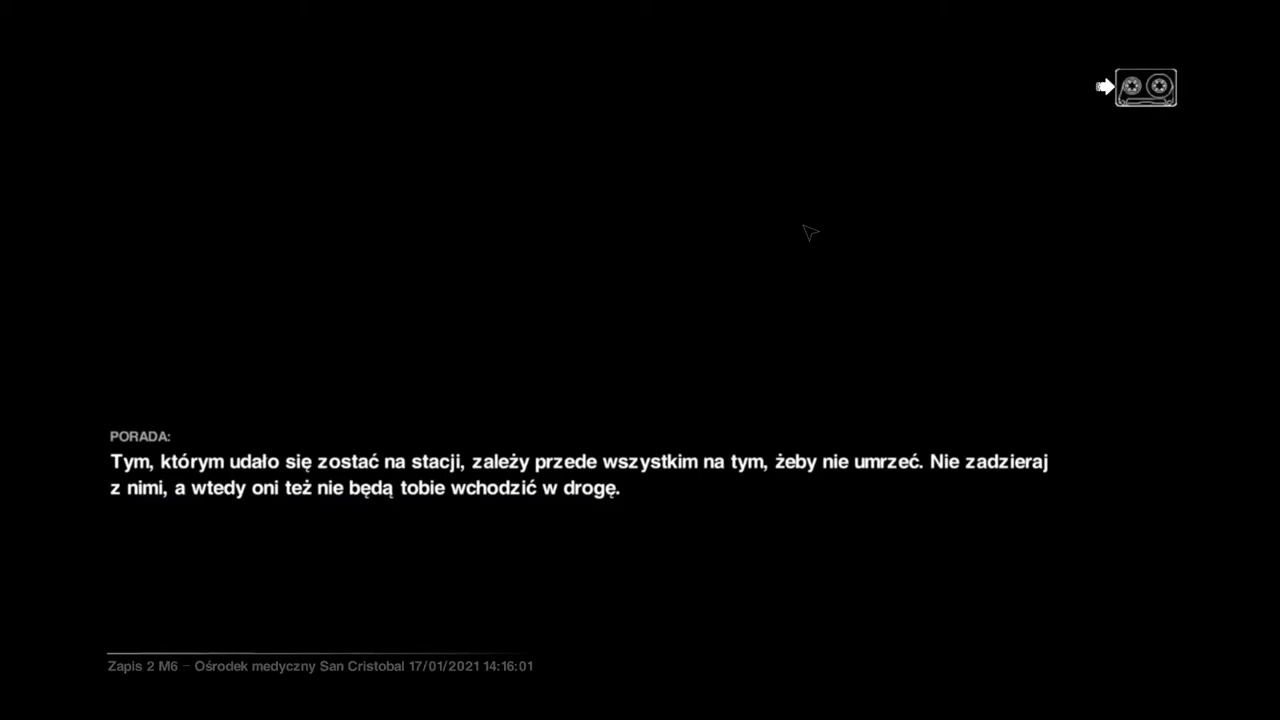 PORADA:
Tym, którym udało się zostać na stacji, zależy przede wszystkim na tym, żeby nie umrzeć. Nie zadzieraj
z nimi, a wtedy oni też nie będą tobie wchodzić w drogę.
Zapis 2 M6 – Ośrodek medyczny San Cristobal 17/01/2021 14:16:01